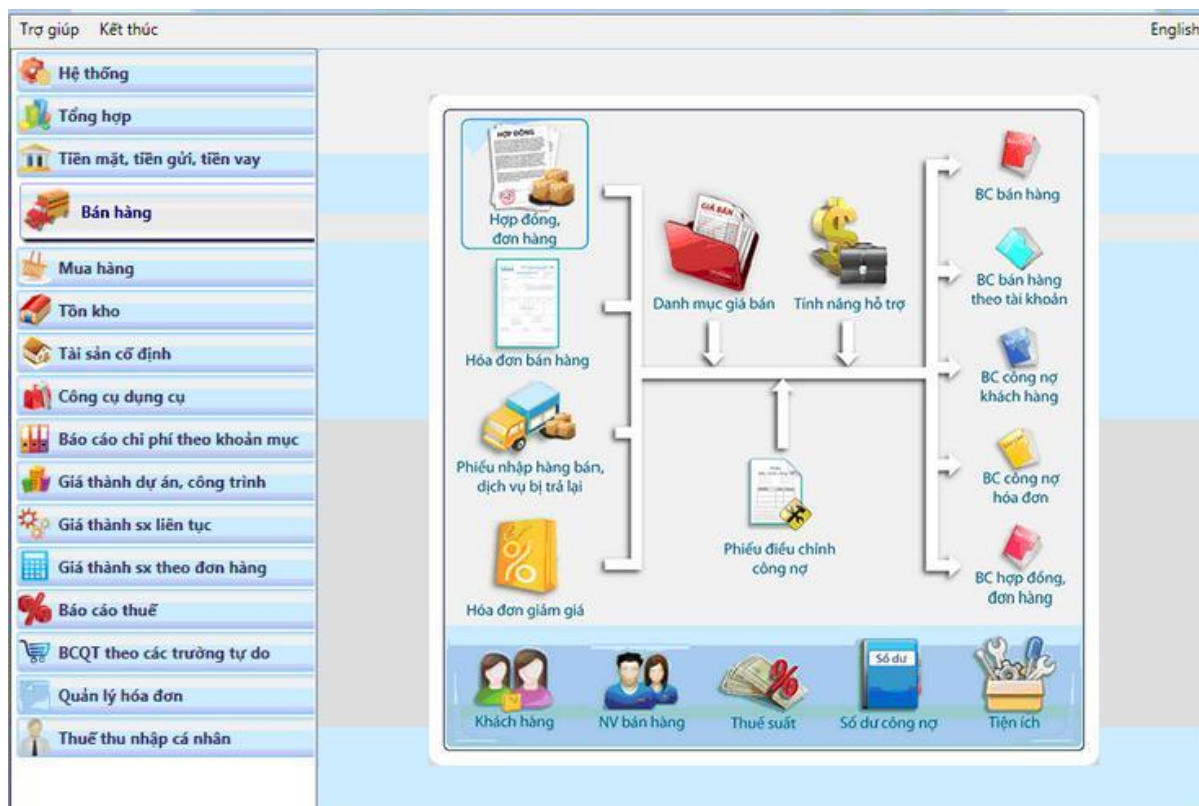 Trợ giúp Kết thúc English
Hệ thống
Tổng hợp
Tiền mặt, tiền gửi, tiền vay
Bán hàng
Mua hàng
Tồn kho
Tài sản cố định
Công cụ dụng cụ
Báo cáo chi phí theo khoản mục
Giá thành dự án, công trình
Giá thành sx liên tục
Giá thành sx theo đơn hàng
Báo cáo thuế
BCQT theo các trường tự do
Quản lý hóa đơn
Thuế thu nhập cá nhân
HỢP ĐỒNG
Hợp đồng,
đơn hàng
Hóa đơn bán hàng
Phiếu nhập hàng bán,
dịch vụ bị trả lại
Hóa đơn giảm giá
GIÁ BÁN
Danh mục giá bán
Tính năng hỗ trợ
Phiếu điều chỉnh
công nợ
BC bán hàng
BC bán hàng
theo tài khoản
BC công nợ
khách hàng
BC công nợ
hóa đơn
BC hợp đồng,
đơn hàng
Khách hàng
NV bán hàng
Thuế suất
Số dư
Số dư công nợ
Tiện ích